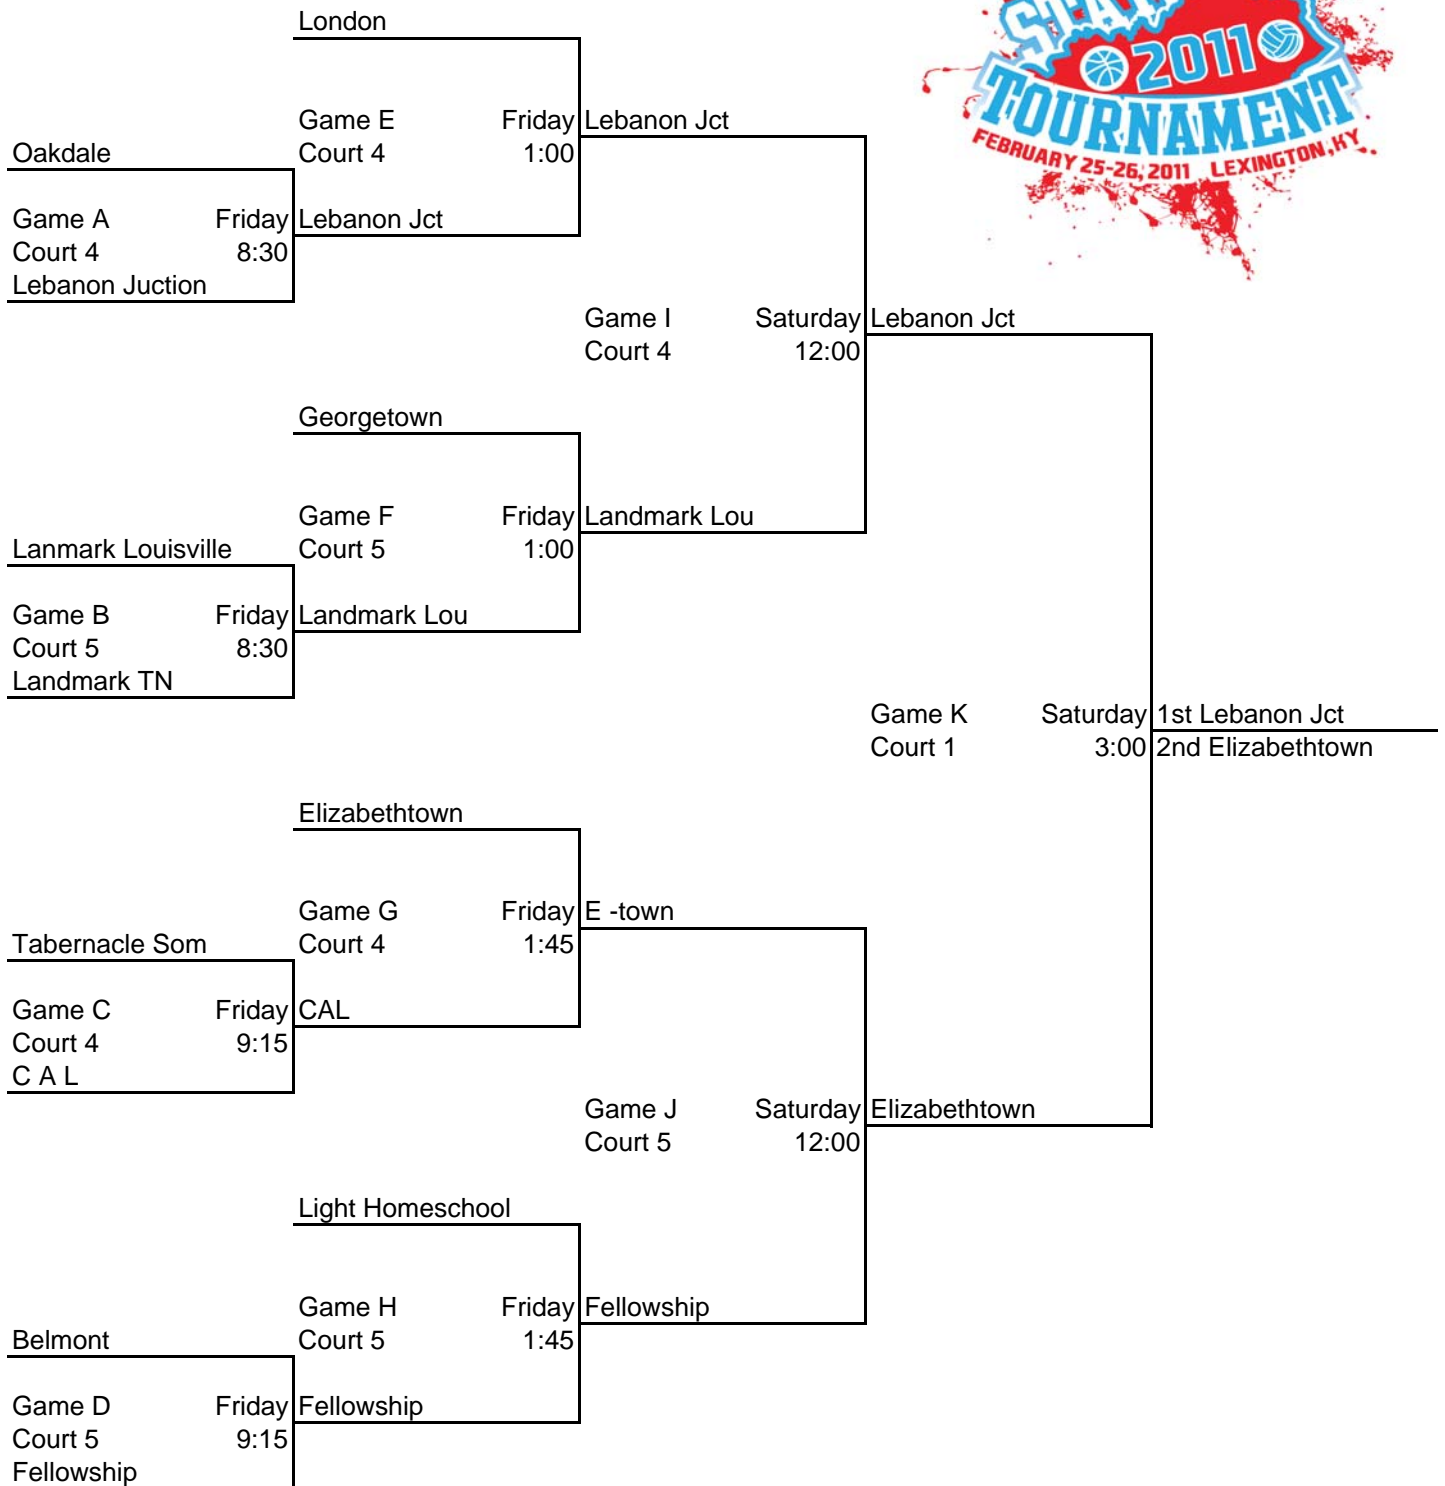 London
STATE
2011
TOURNAMENT
FEBRUARY 25-26, 2011 LEXINGTON, KY
Game E Friday Lebanon Jct
Oakdale Court 4 1:00
Game A Friday Lebanon Jct
Court 4 8:30
Lebanon Juction
Game I Saturday Lebanon Jct
Court 4 12:00
Georgetown
Game F Friday Landmark Lou
Lanmark Louisville Court 5 1:00
Game B Friday Landmark Lou
Court 5 8:30
Landmark TN
Game K Saturday 1st Lebanon Jct
Court 1 3:00 2nd Elizabethtown
Elizabethtown
Game G Friday E -town
Tabernacle Som Court 4 1:45
Game C Friday CAL
Court 4 9:15
C A L
Game J Saturday Elizabethtown
Court 5 12:00
Light Homeschool
Game H Friday Fellowship
Belmont Court 5 1:45
Game D Friday Fellowship
Court 5 9:15
Fellowship